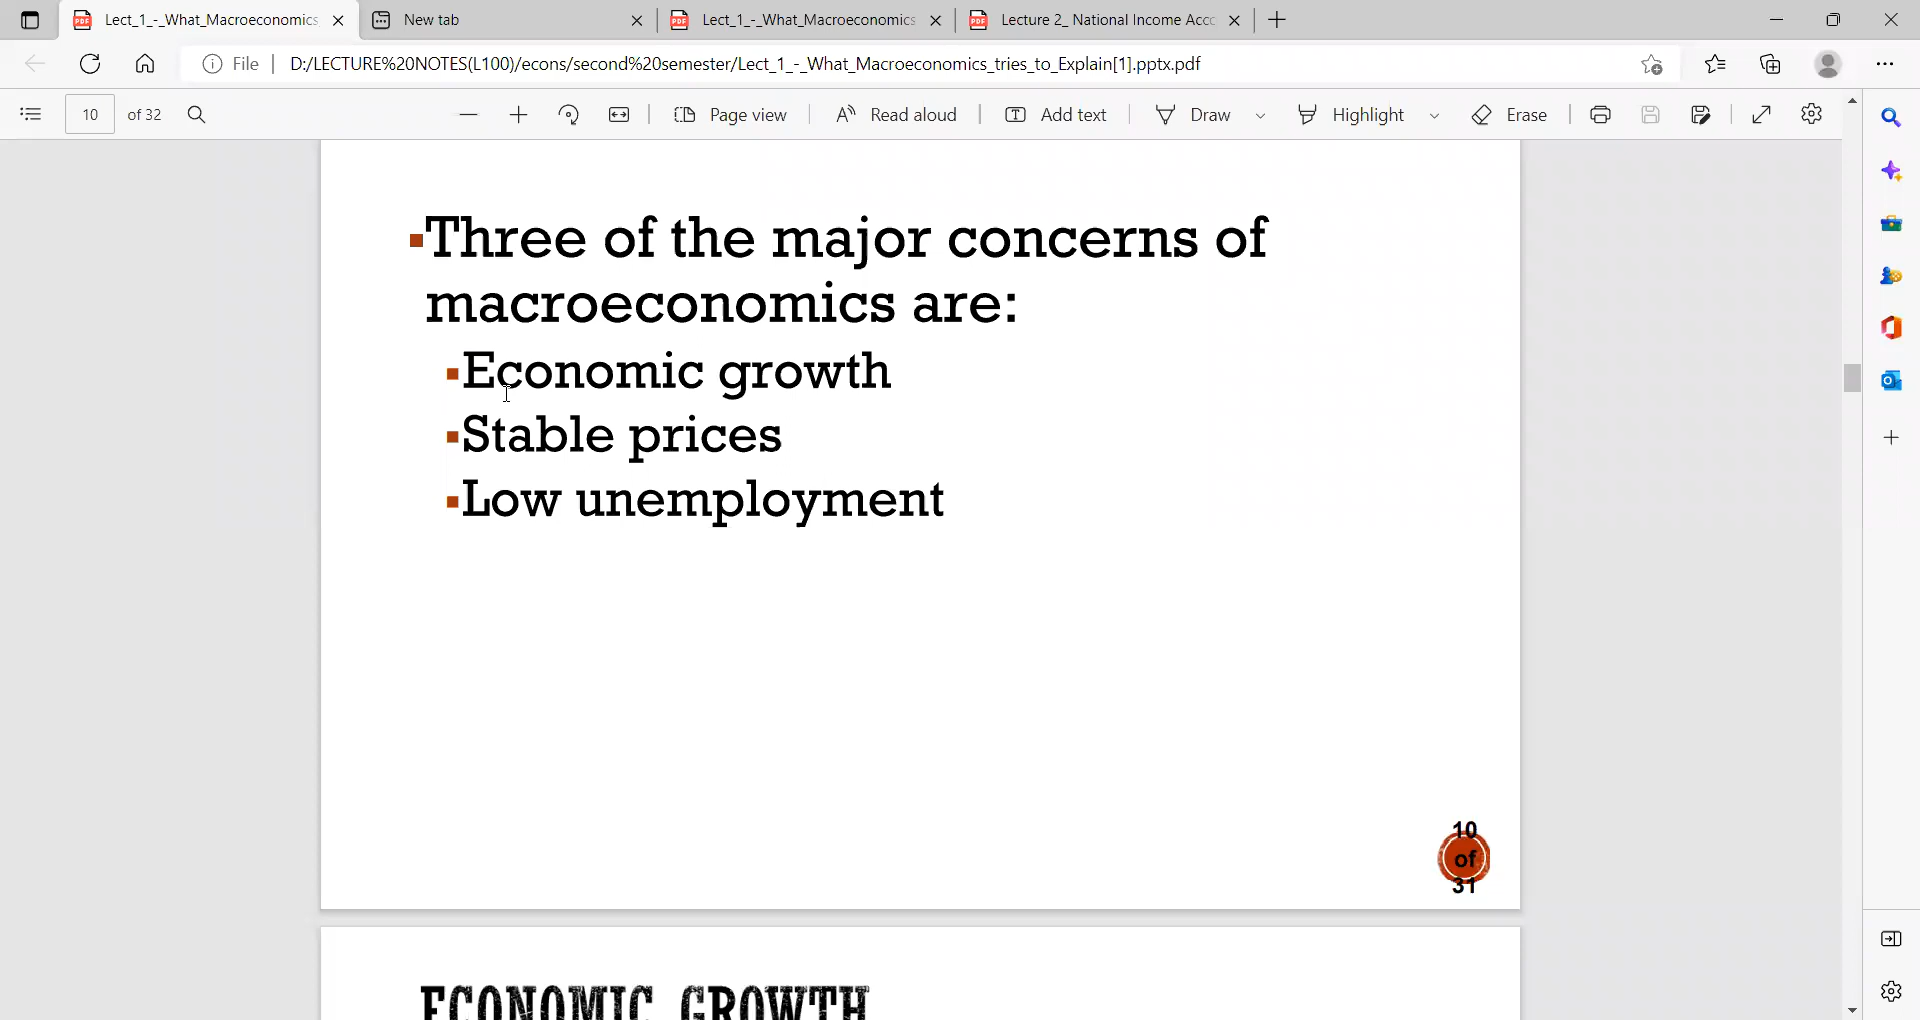 Lect_1_-_What_Macroeconomics
New tab
Lect_1_-_What_Macroeconomics
Lecture 2_ National Income Acco
File
D:/LECTURE%20NOTES(L100)/econs/second%20semester/Lect_1_-_What_Macroeconomics_tries_to_Explain[1].pptx.pdf
10 of 32
Page view
Read aloud
Add text
Draw
Highlight
Erase
Three of the major concerns of
macroeconomics are:
Economic growth
Stable prices
Low unemployment
10
of
31
ECONOMIC GROWTH